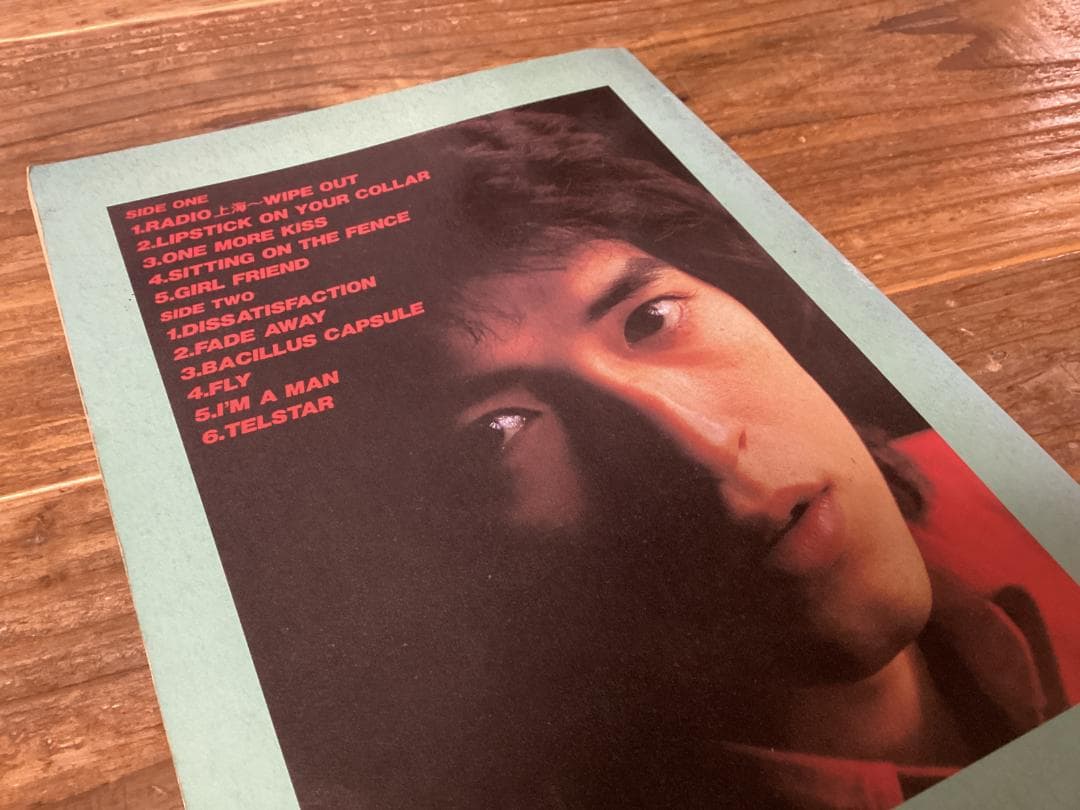 SIDE ONE
1.RADIO上海〜WIPE OUT
2.LIPSTICK ON YOUR COLLAR
3.ONE MORE KISS
4.SITTING ON THE FENCE
5.GIRL FRIEND
SIDE TWO
1.DISSATISFACTION
2.FADE AWAY
3.BACILLUS CAPSULE
4.FLY
5.I'M A MAN
6.TELSTAR